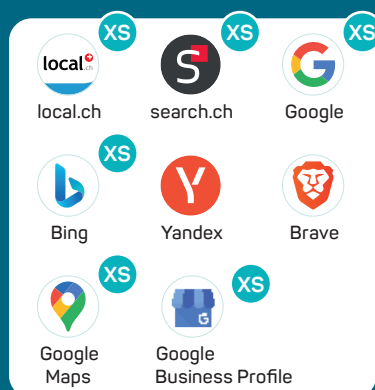 XS XS XS
local.ch
local.ch search.ch Google
XS
Bing Yandex Brave
XS XS
Google Google
Maps Business Profile